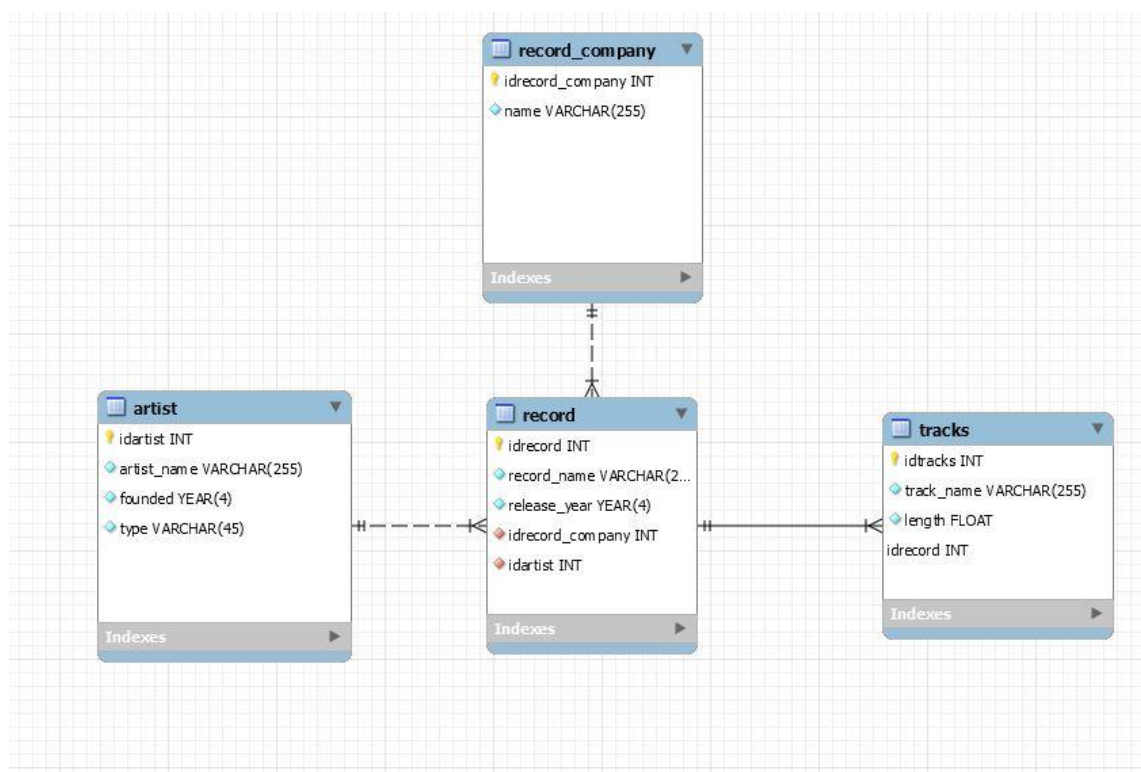 record_company
idrecord_company INT
name VARCHAR(255)
Indexes
artist
idartist INT
artist_name VARCHAR(255)
founded YEAR(4)
type VARCHAR(45)
Indexes
record
idrecord INT
record_name VARCHAR(2...
release_year YEAR(4)
idrecord_company INT
idartist INT
Indexes
tracks
idtracks INT
track_name VARCHAR(255)
length FLOAT
idrecord INT
Indexes